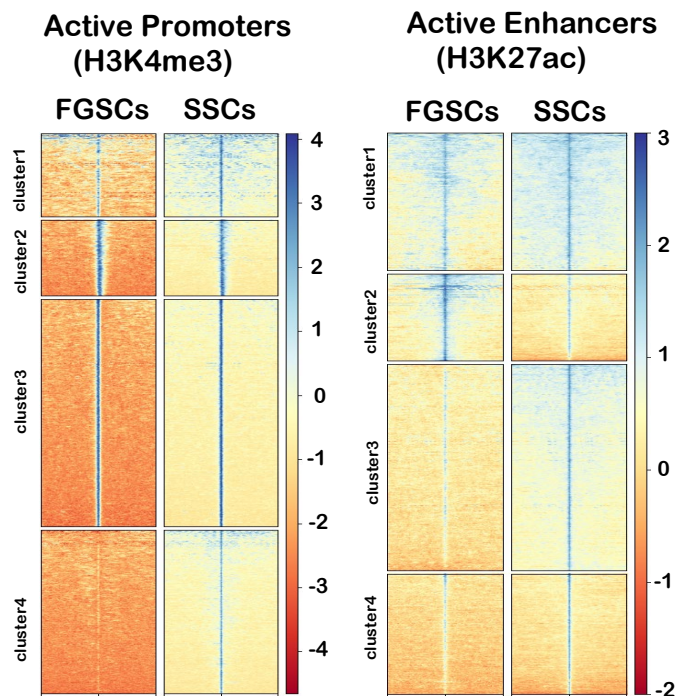 Active Promoters
(H3K4me3)
FGSCs SSCs
cluster1
cluster2
cluster3
cluster4
4
3
2
1
0
-1
-2
-3
-4
Active Enhancers
(H3K27ac)
FGSCs SSCs
cluster1
cluster2
cluster3
cluster4
3
2
1
0
-1
-2